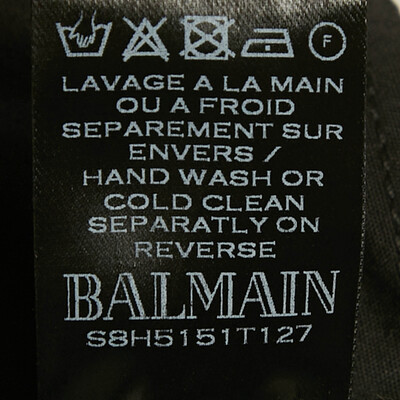 F
LAVAGE A LA MAIN
OU A FROID
SEPAREMENT SUR
ENVERS /
HAND WASH OR
COLD CLEAN
SEPARATLY ON
REVERSE
BALMAIN
S8H5151T127